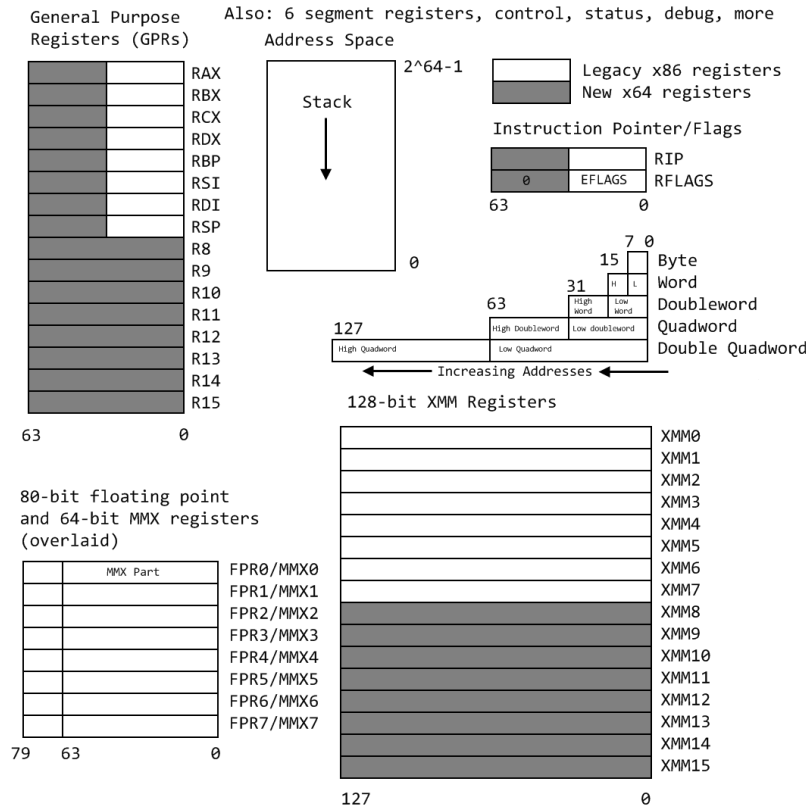 General Purpose
Registers (GPRs)
Also: 6 segment registers, control, status, debug, more
Address Space
RAX
RBX
RCX
RDX
RBP
RSI
RDI
RSP
R8
R9
R10
R11
R12
R13
R14
R15
63 0
2^64-1
Stack
0
Legacy x86 registers
New x64 registers
Instruction Pointer/Flags
RIP
0 EFLAGS RFLAGS
63 0
7 0
15 Byte
31 H L Word
63 High Word Low Word Doubleword
127 High Doubleword Low doubleword Quadword
High Quadword Low Quadword Double Quadword
Increasing Addresses
80-bit floating point
and 64-bit MMX registers
(overlaid)
MMX Part FPR0/MMX0
FPR1/MMX1
FPR2/MMX2
FPR3/MMX3
FPR4/MMX4
FPR5/MMX5
FPR6/MMX6
FPR7/MMX7
79 63 0
128-bit XMM Registers
XMM0
XMM1
XMM2
XMM3
XMM4
XMM5
XMM6
XMM7
XMM8
XMM9
XMM10
XMM11
XMM12
XMM13
XMM14
XMM15
127 0